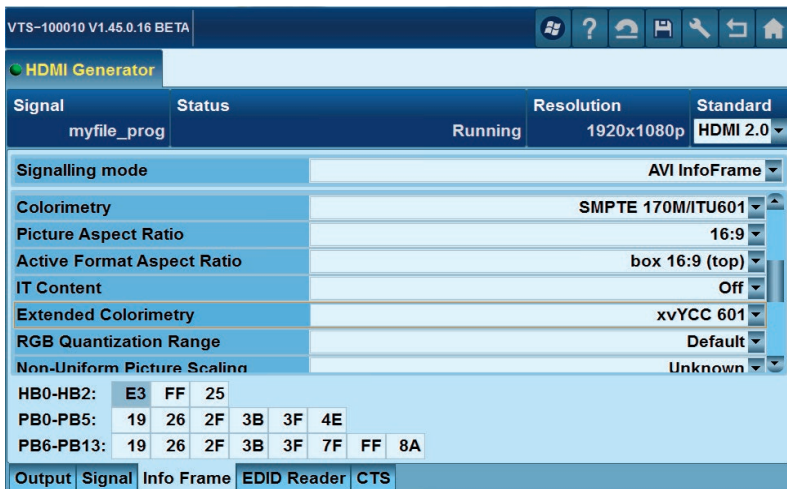 VTS-100010 V1.45.0.16 BETA
?
HDMI Generator
Signal Status Resolution Standard
myfile_prog Running 1920x1080p HDMI 2.0
Signalling mode AVI InfoFrame
Colorimetry SMPTE 170M/ITU601
Picture Aspect Ratio 16:9
Active Format Aspect Ratio box 16:9 (top)
IT Content Off
Extended Colorimetry xvYCC 601
RGB Quantization Range Default
Non-Uniform Picture Scaling Unknown
HB0-HB2: E3 FF 25
PB0-PB5: 19 26 2F 3B 3F 4E
PB6-PB13: 19 26 2F 3B 3F 7F FF 8A
Output Signal Info Frame EDID Reader CTS